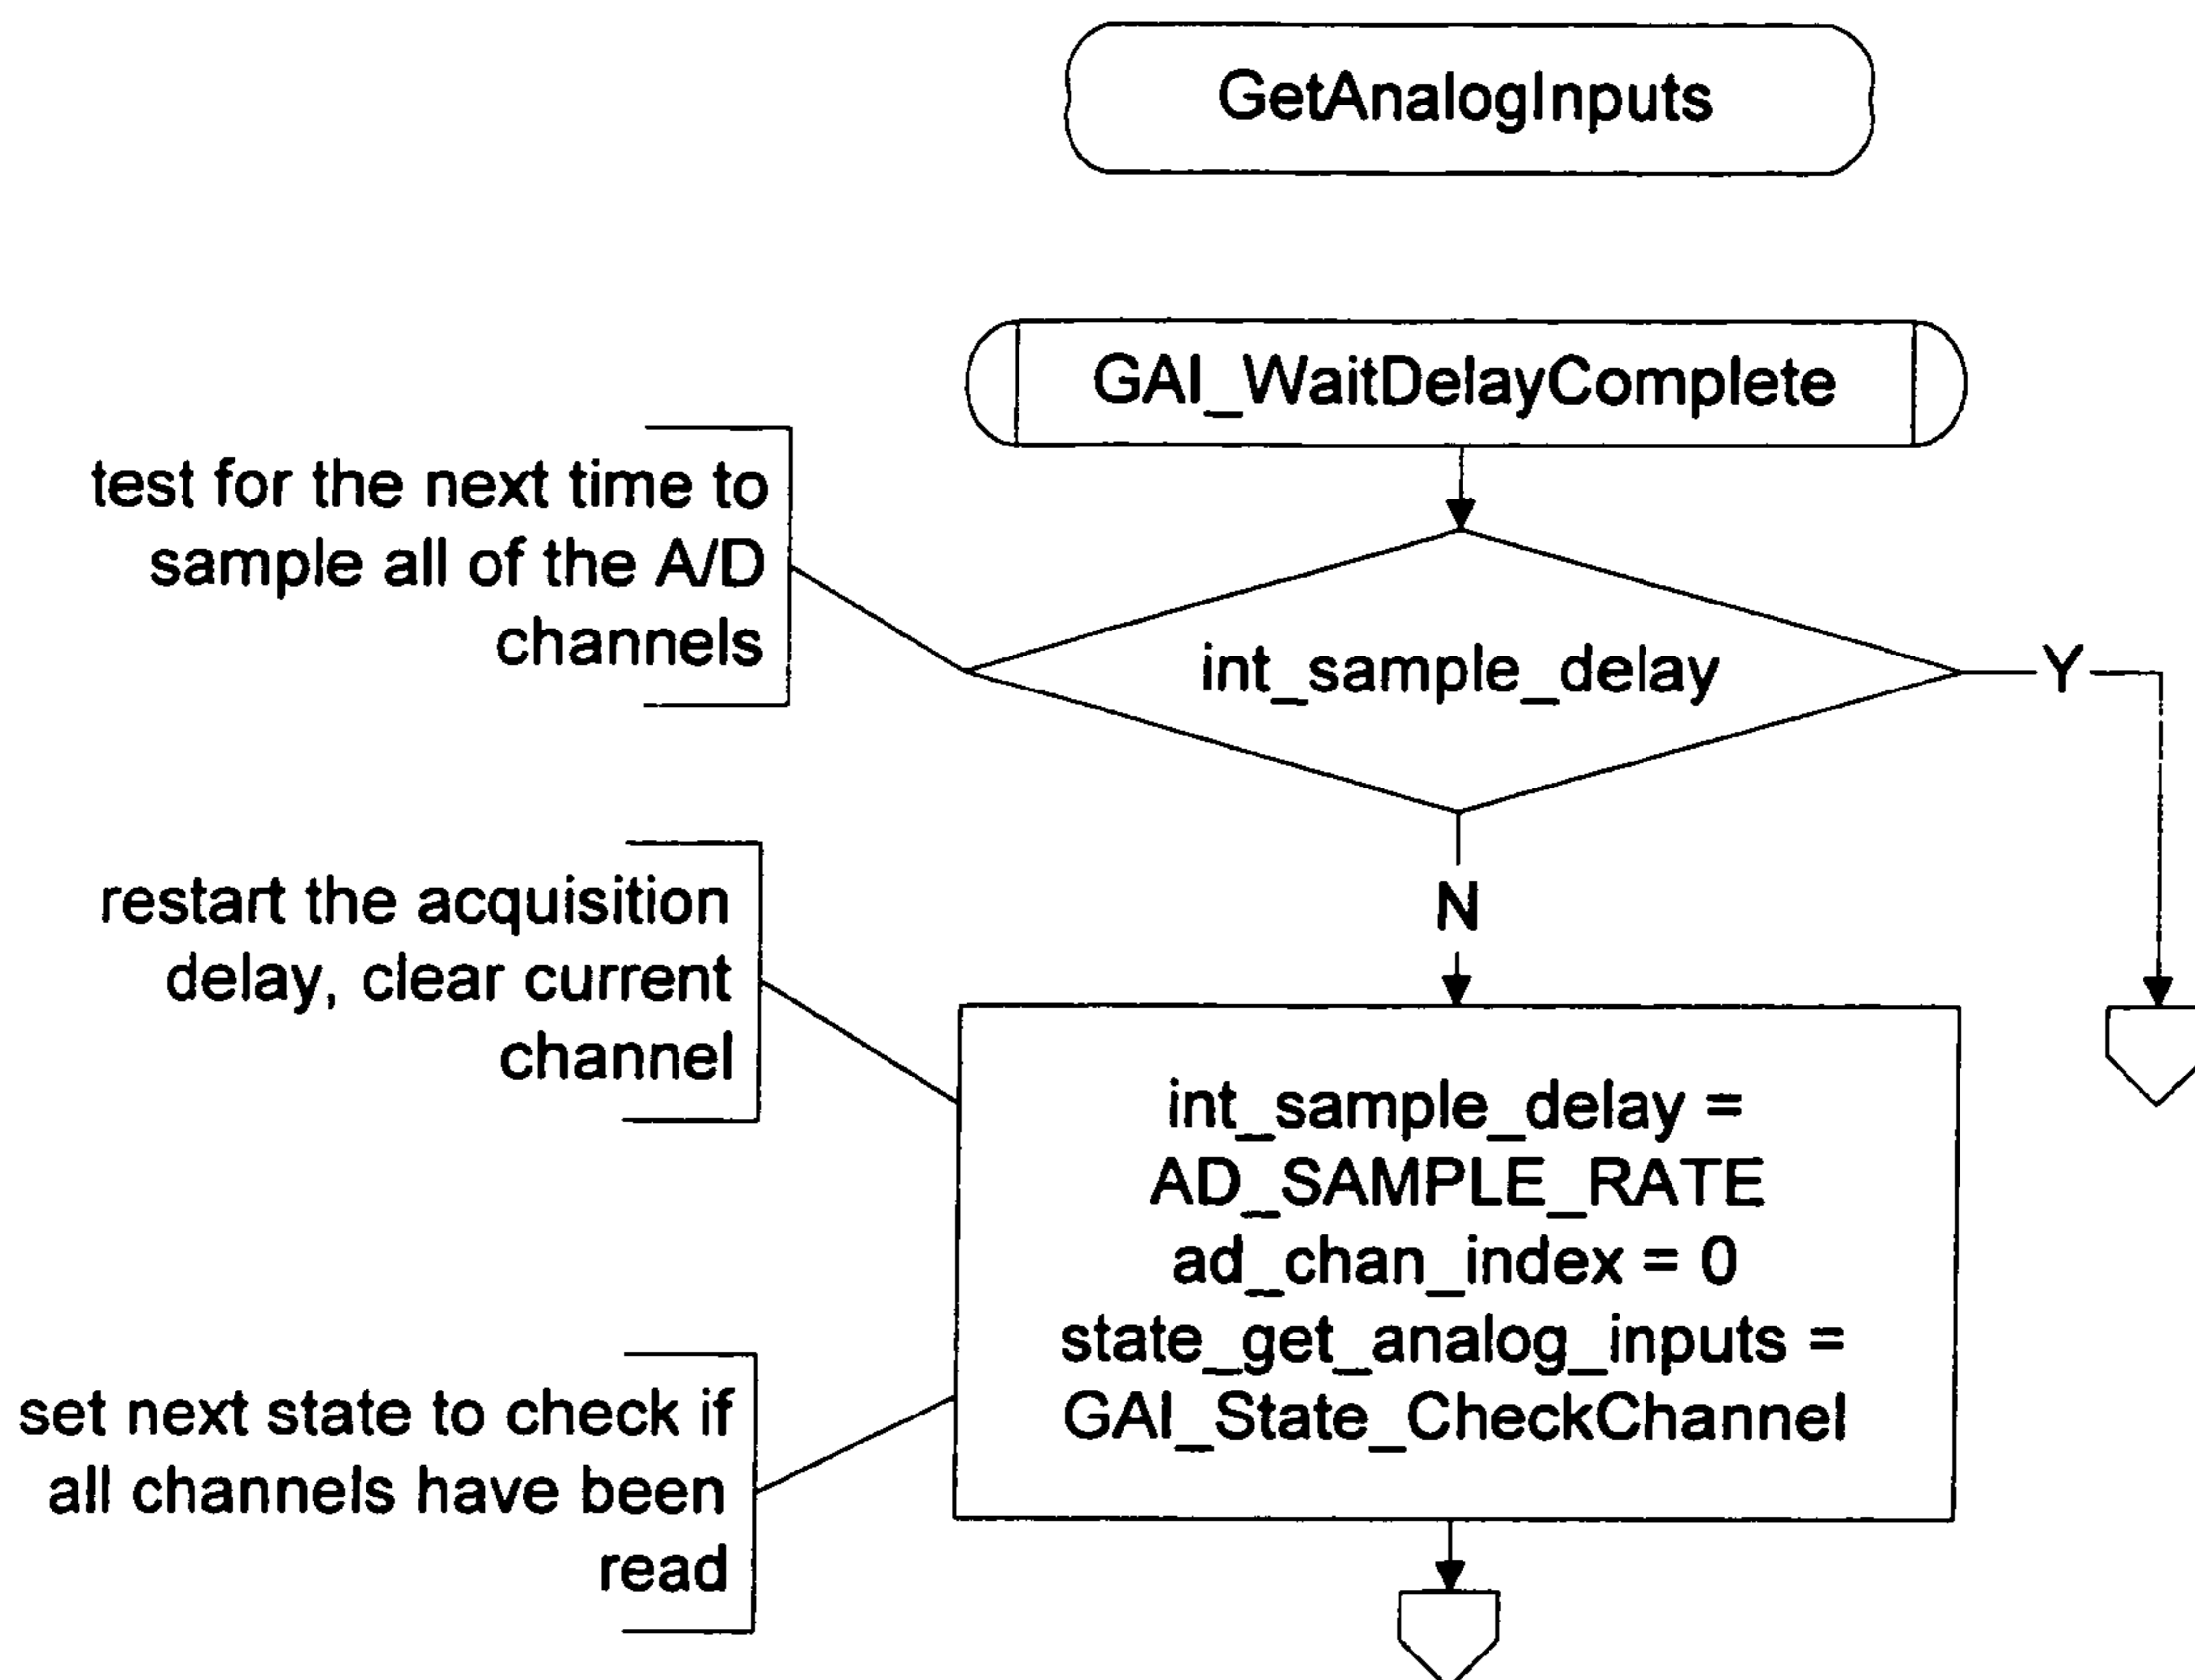 GetAnalogInputs
GAI_WaitDelayComplete
test for the next time to
sample all of the A/D
channels
int_sample_delay
Y
N
restart the acquisition
delay, clear current
channel
int_sample_delay =
AD_SAMPLE_RATE
ad_chan_index = 0
state_get_analog_inputs =
GAI_State_CheckChannel
set next state to check if
all channels have been
read